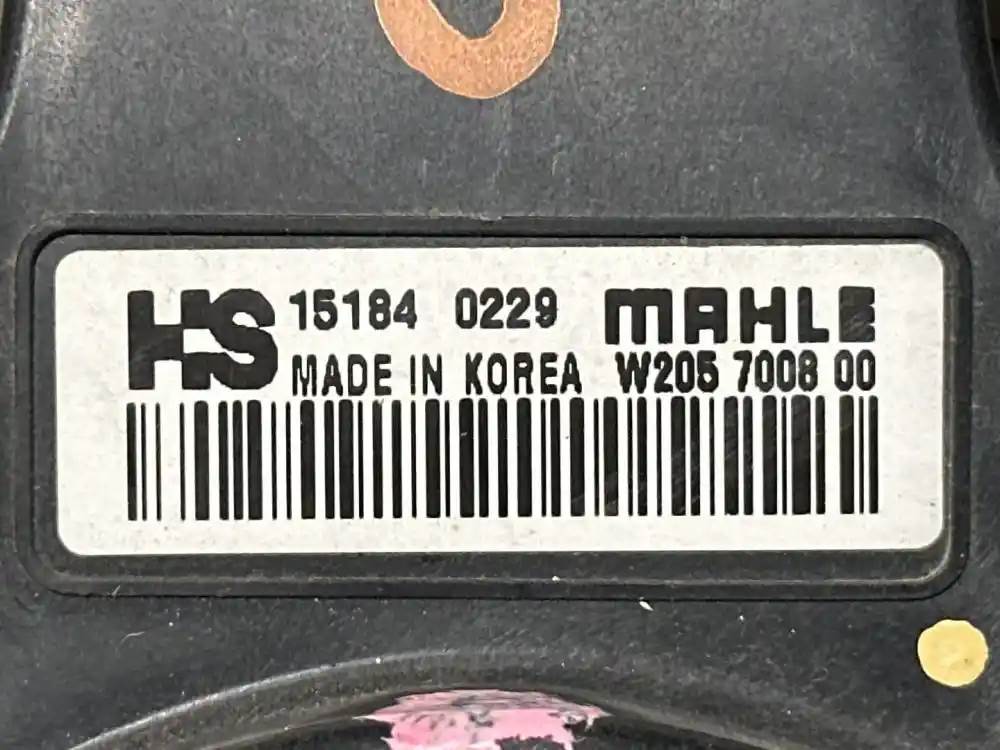 HS 15184 0229 MAHLE
MADE IN KOREA W205 7008 00